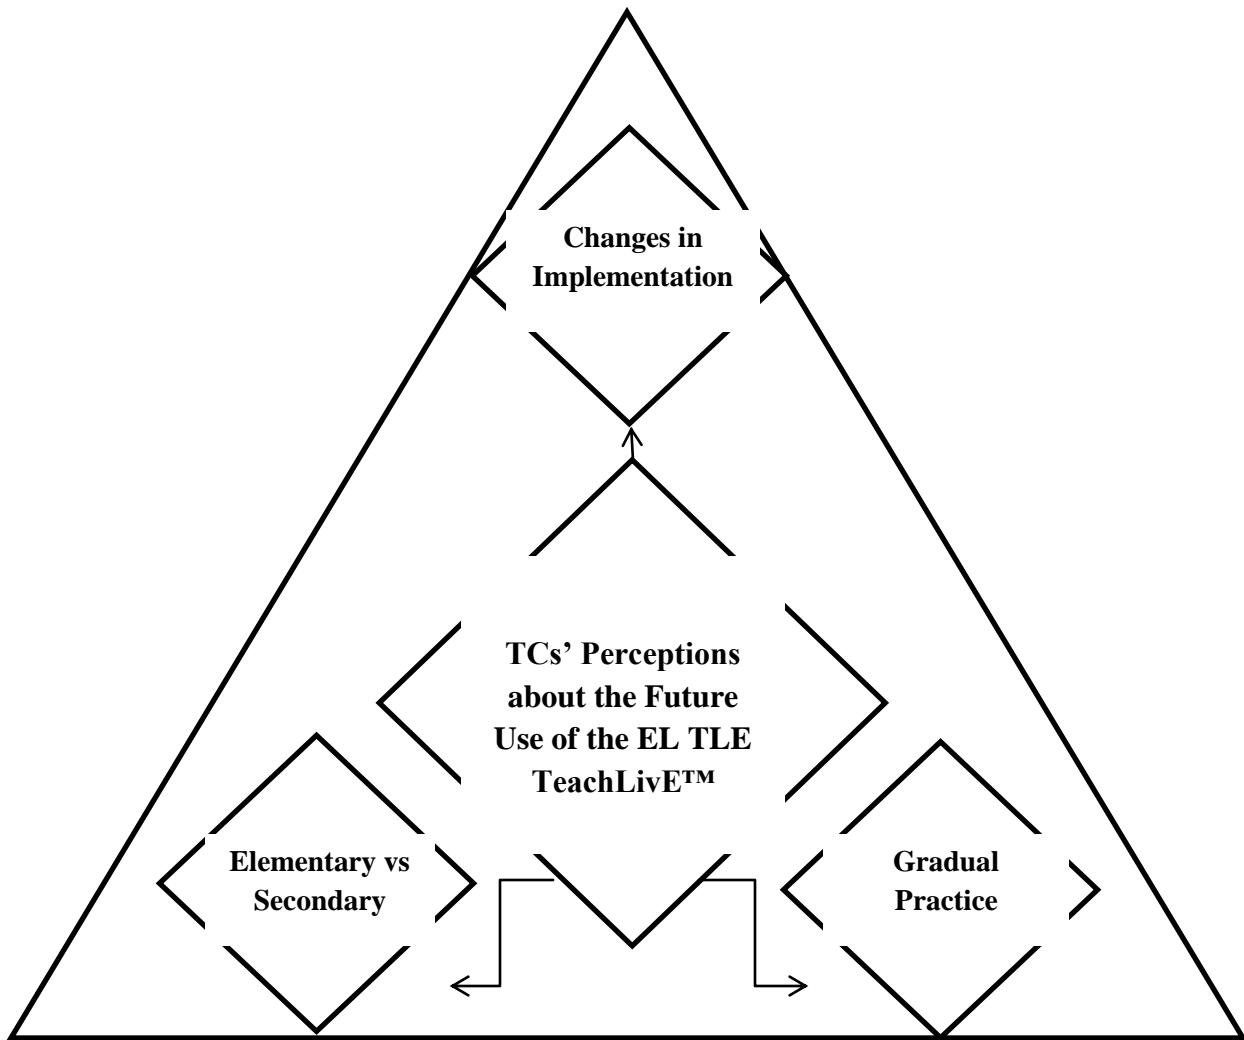 Changes in
Implementation
TCs’ Perceptions
about the Future
Use of the EL TLE
TeachLivE™
Elementary vs
Secondary
Gradual
Practice